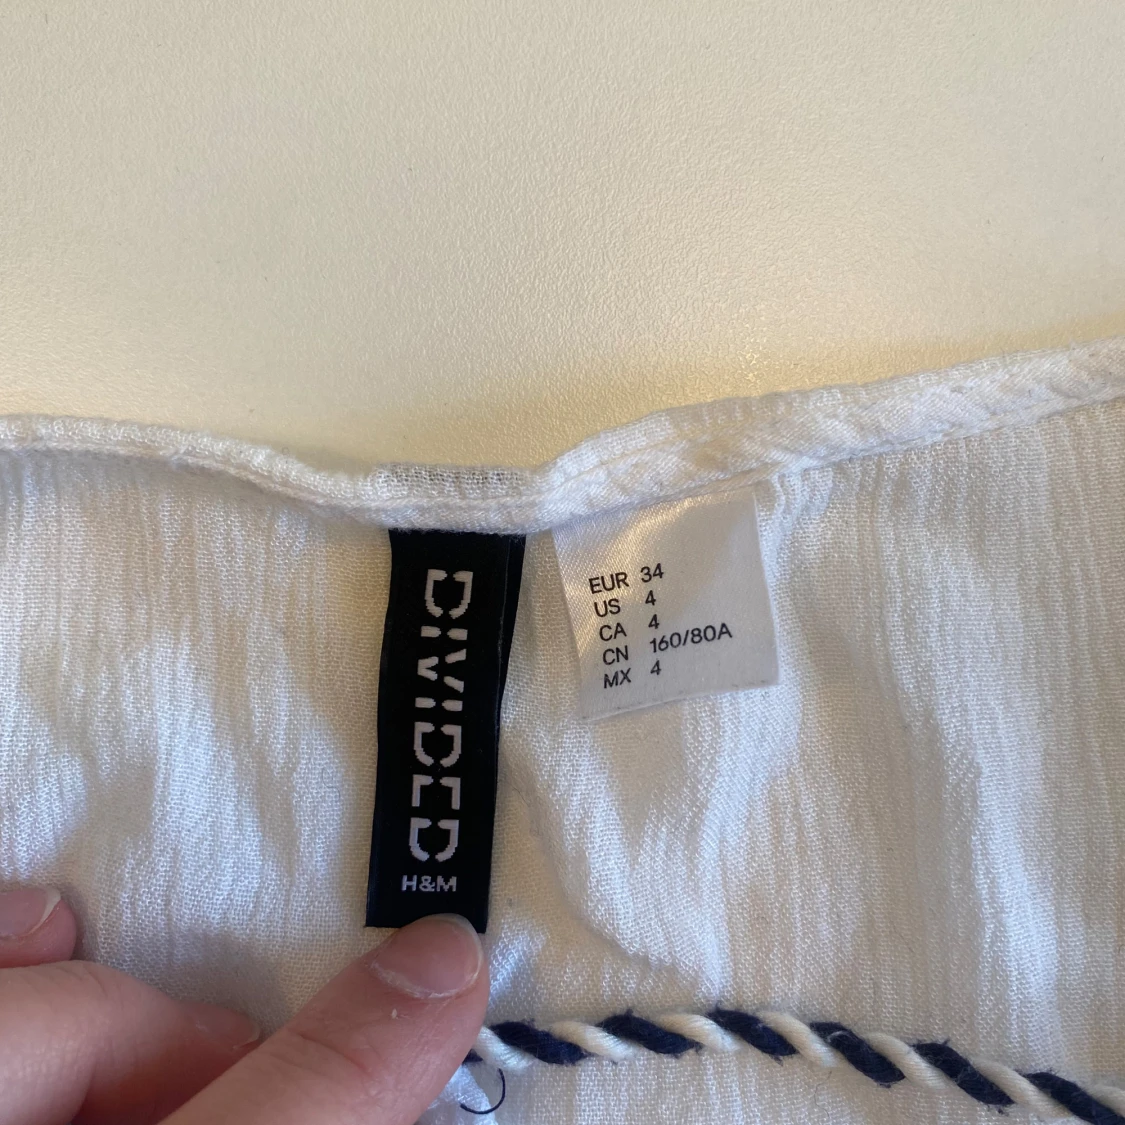 DIVIDED
H&M
EUR 34
US 4
CA 4
CN 160/80A
MX 4